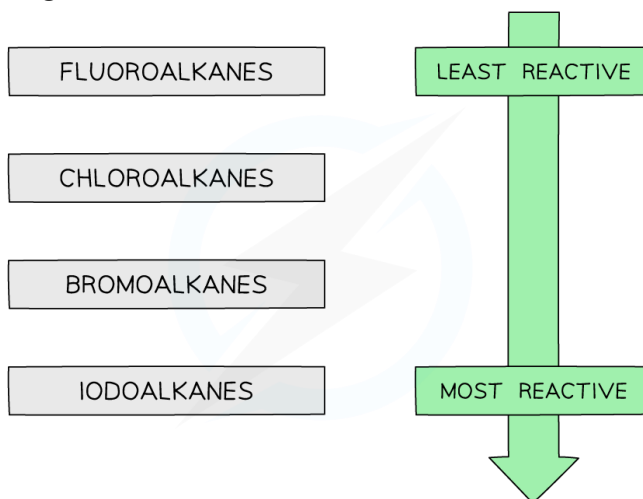 FLUOROALKANES
LEAST REACTIVE
CHLOROALKANES
BROMOALKANES
IODOALKANES
MOST REACTIVE